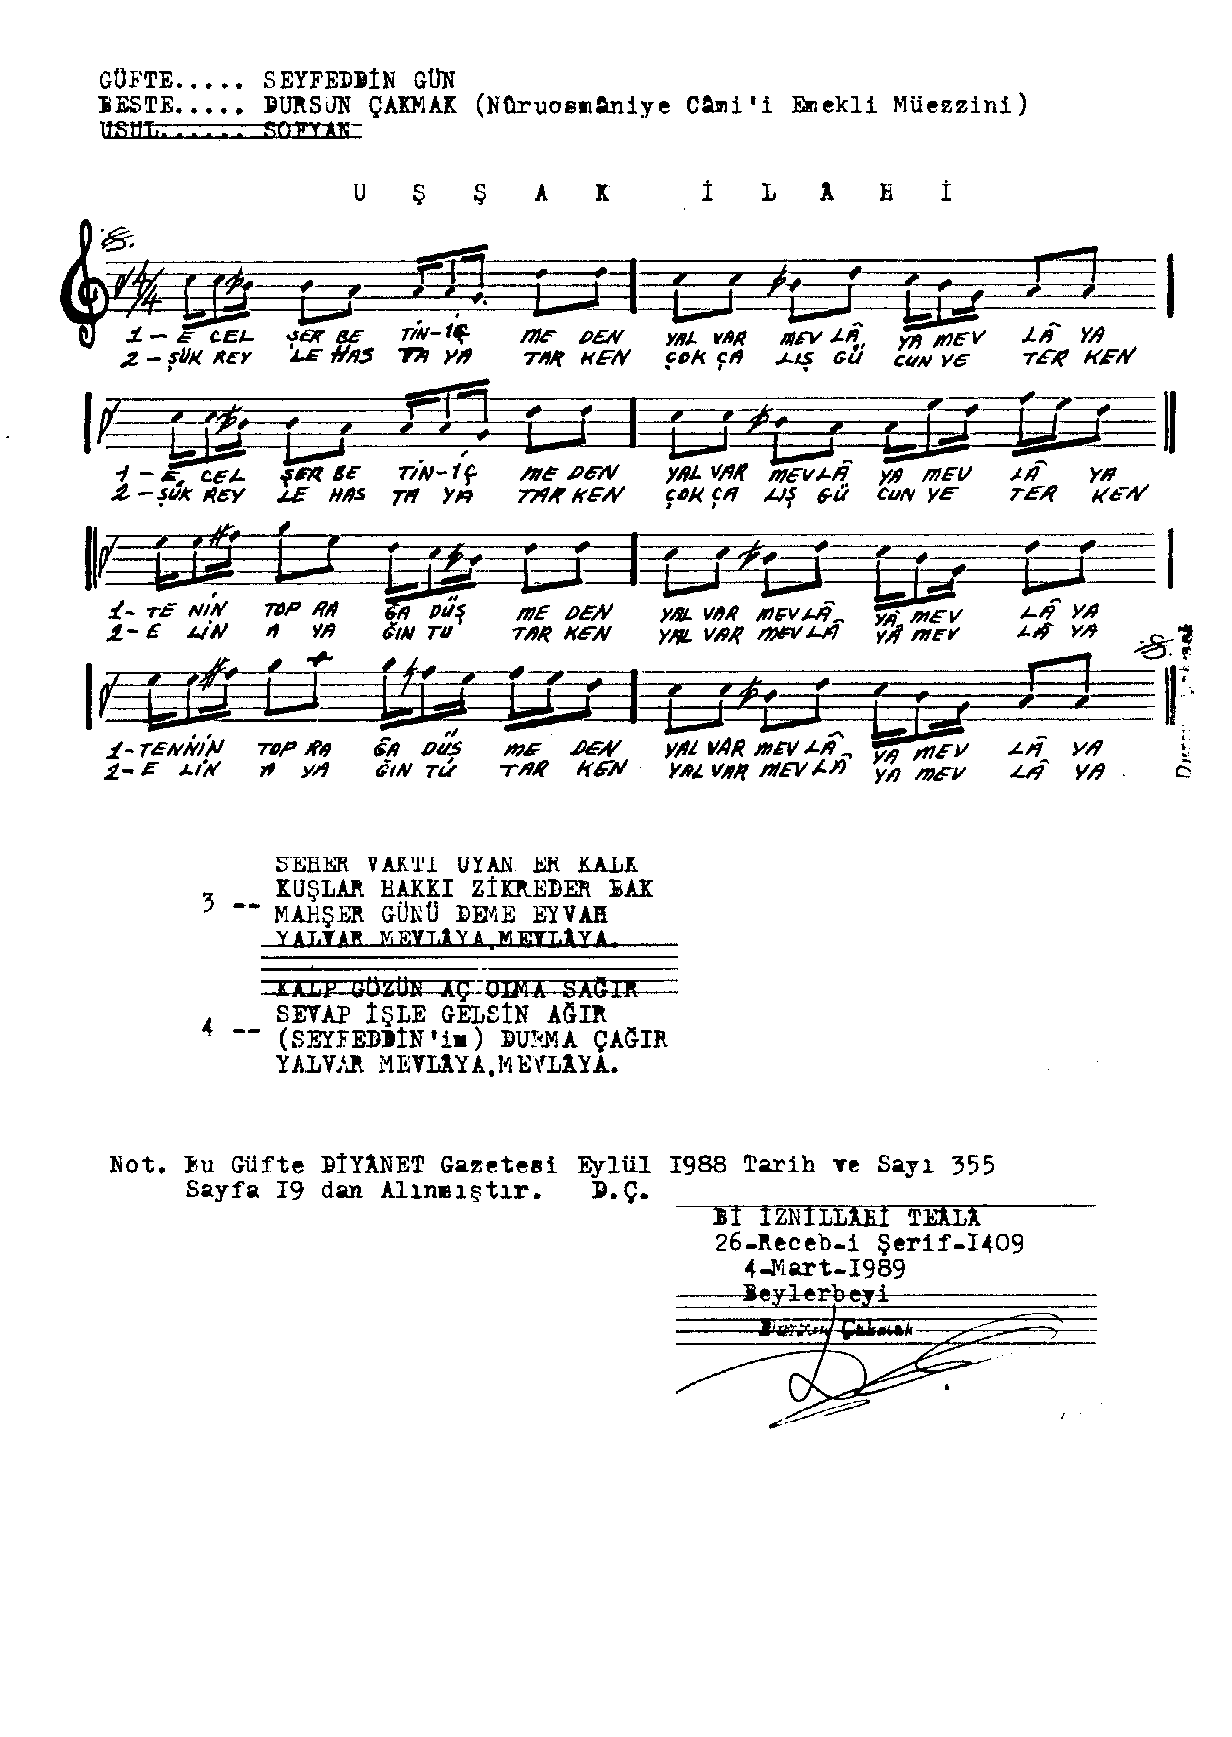 GÜFTE..... SEYFEDDİN GÜN
BESTE..... DURSUN ÇAKMAK (Nûruosmâniye Câmi'i Emekli Müezzini)
USÛL...... SOFYAN
U Ş Ş A K İ L Â H İ
4/4
1 - E CEL ŞER BE TİN-İÇ ME DEN YAL VAR MEV LÂ, YA MEV LÂ YA
2 - ŞÜK REY LE HAS TA YA TAR KEN ÇOK ÇA LIŞ GÜ CUN YE TER KEN
1 - E, CEL ŞER BE TİN-İÇ ME DEN YAL VAR MEVLÂ YA MEV LÂ YA
2 - ŞÜK REY LE HAS TA YA TAR KEN ÇOK ÇA LIŞ GÜ CUN YE TER KEN
1- TE NİN TOP RA ĞA DÜŞ ME DEN YAL VAR MEVLÂ YÂ MEV LÂ YA
2- E LİN A YA ĞIN TU TAR KEN YAL VAR MEV LÂ YÂ MEV LÂ YA
1- TENNİN TOP RA ĞA DÜŞ ME DEN YAL VAR MEV LÂ YA MEV LÂ YA
2- E LİN A YA ĞIN TÚ TAR KEN YAL VAR MEV LÂ YA MEV LÂ YA
SEHER VAKTİ UYAN ER KALK
KUŞLAR HAKKI ZİKREDER BAK
3 -- MAHŞER GÜNÜ DEME EYVAH
YALVAR MEVLÂYA,MEVLÂYA.
KALP GÖZÜN AÇ OLMA SAĞIR
SEVAP İŞLE GELSİN AĞIR
4 -- (SEYFEDDİN'im) DURMA ÇAĞIR
YALVAR MEVLÂYA,MEVLÂYA.
Not. Bu Güfte DİYÂNET Gazetesi Eylül I988 Tarih ve Sayı 355
Sayfa I9 dan Alınmıştır. D.Ç.
Bİ İZNİLLÂHİ TEÂLÂ
26-Receb-i Şerif-I409
4-Mart-I989
Beylerbeyi
Dursun Çakmak